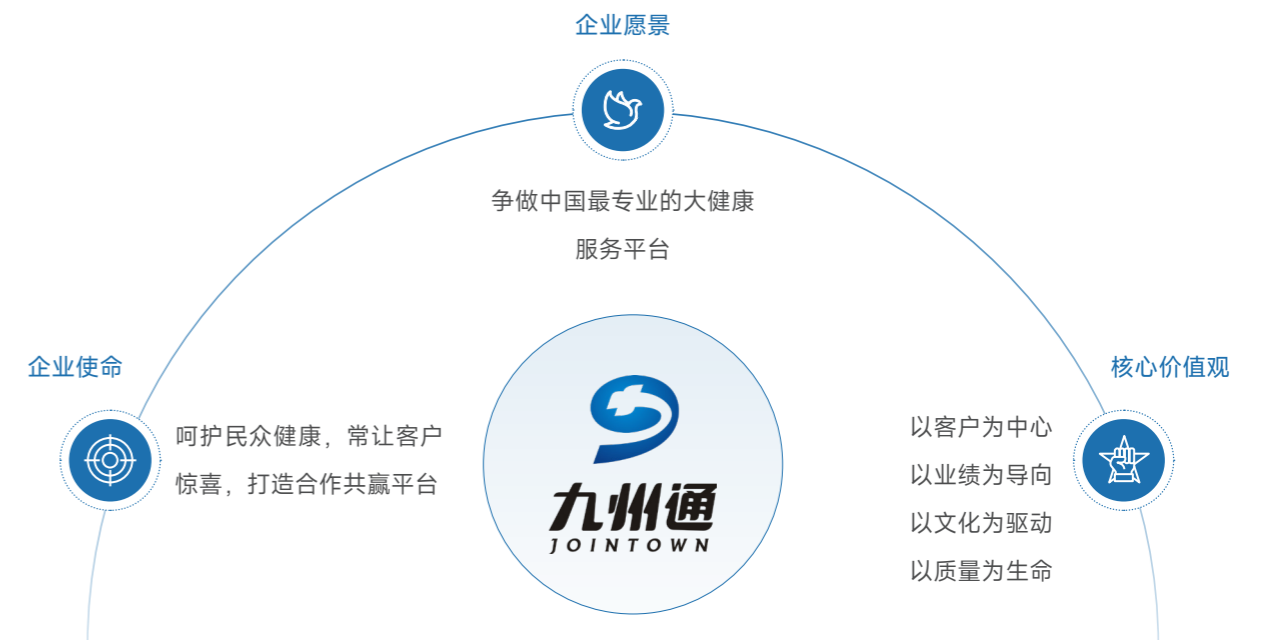 企业愿景
争做中国最专业的大健康
服务平台
企业使命
呵护民众健康，常让客户
惊喜，打造合作共赢平台
九州通
JOINTOWN
核心价值观
以客户为中心
以业绩为导向
以文化为驱动
以质量为生命